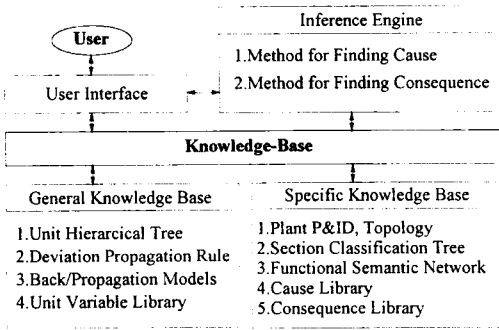 User
User Interface
Inference Engine
1.Method for Finding Cause
2.Method for Finding Consequence
Knowledge-Base
General Knowledge Base
1.Unit Hierarcical Tree
2.Deviation Propagation Rule
3.Back/Propagation Models
4.Unit Variable Library
Specific Knowledge Base
1.Plant P&ID, Topology
2.Section Classification Tree
3.Functional Semantic Network
4.Cause Library
5.Consequence Library